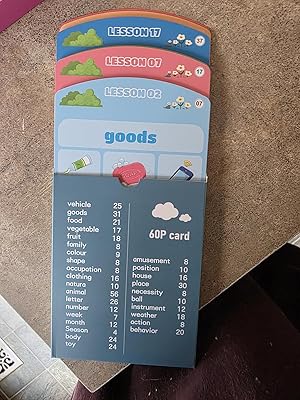 LESSON 17
37
LESSON 07
17
LESSON 02
07
goods
60P card
vehicle 25
goods 31
food 21
vegetable 17
fruit 18
family 8
colour 9
shape 8
occupation 8
clothing 16
nature 10
animal 56
letter 26
number 12
week 7
month 12
Season 4
body 24
toy 24
amusement 8
position 10
house 16
place 30
necessity 8
ball 10
instrument 12
weather 18
action 8
behavior 20